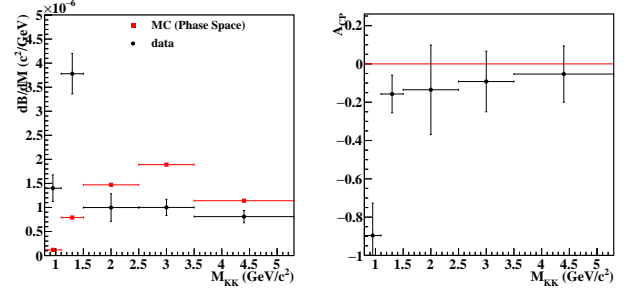 ×10⁻⁶
5
4.5
4
3.5
3
2.5
2
1.5
1
0.5
0
dB/dM (c²/GeV)
MC (Phase Space)
data
1 1.5 2 2.5 3 3.5 4 4.5 5
M_KK (GeV/c²)
A_CP
0.2
0
−0.2
−0.4
−0.6
−0.8
−1
1 1.5 2 2.5 3 3.5 4 4.5 5
M_KK (GeV/c²)